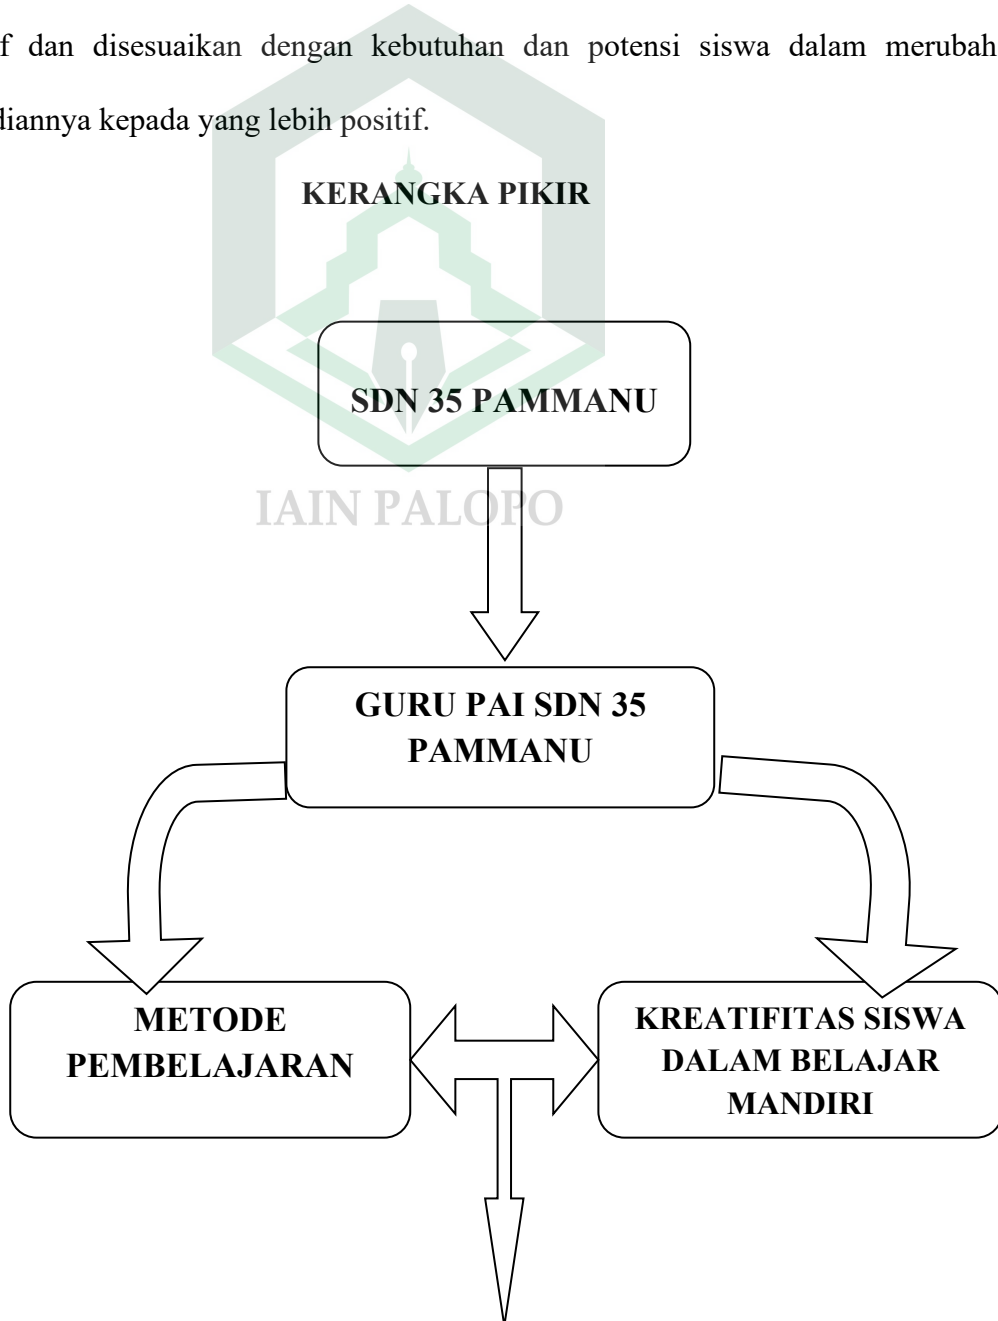 f dan disesuaikan dengan kebutuhan dan potensi siswa dalam merubah
diannya kepada yang lebih positif.
KERANGKA PIKIR
SDN 35 PAMMANU
IAIN PALOPO
GURU PAI SDN 35
PAMMANU
METODE
PEMBELAJARAN
KREATIFITAS SISWA
DALAM BELAJAR
MANDIRI